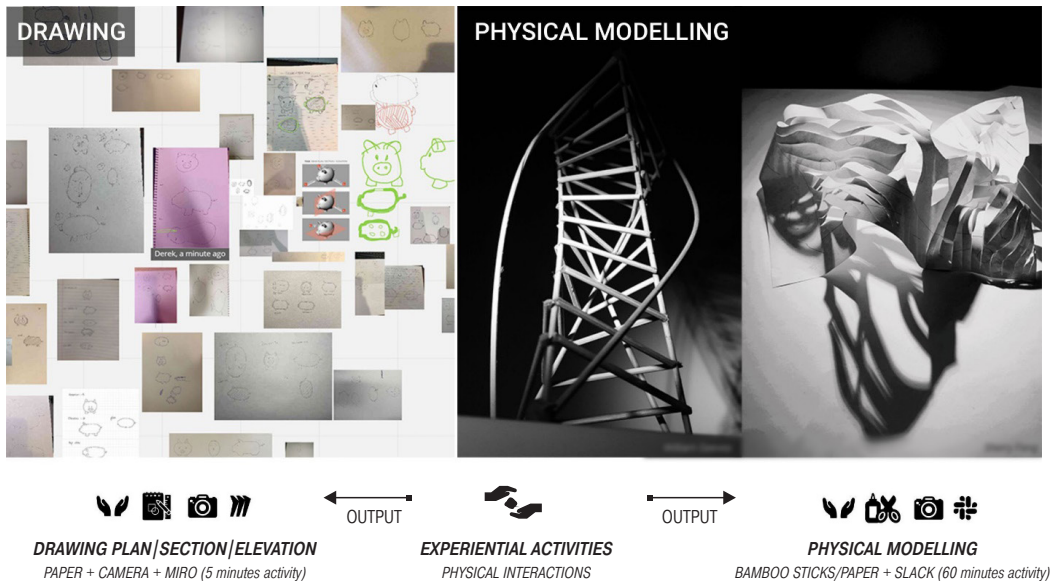 DRAWING
PHYSICAL MODELLING
Derek, a minute ago
OUTPUT
OUTPUT
DRAWING PLAN|SECTION|ELEVATION
EXPERIENTIAL ACTIVITIES
PHYSICAL MODELLING
PAPER + CAMERA + MIRO (5 minutes activity)
PHYSICAL INTERACTIONS
BAMBOO STICKS/PAPER + SLACK (60 minutes activity)